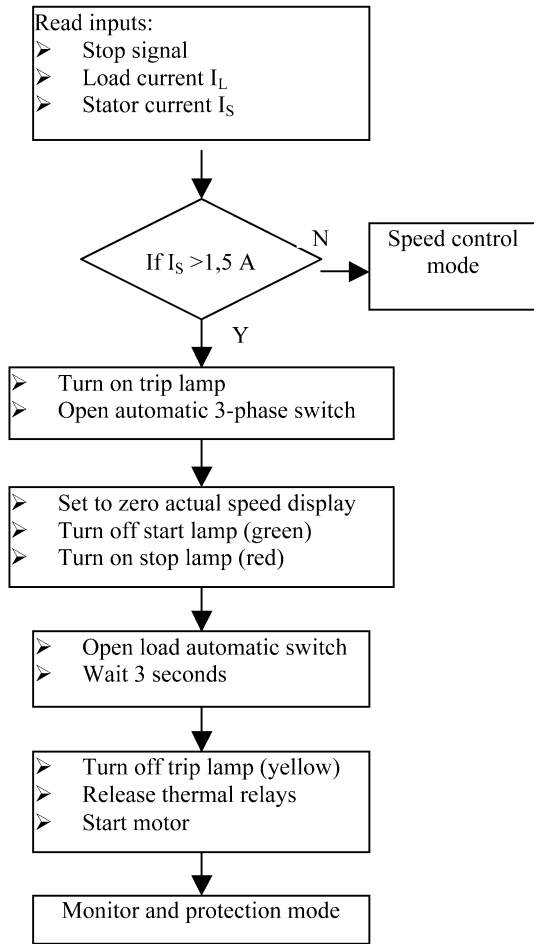 Read inputs:
➢ Stop signal
➢ Load current I_L
➢ Stator current I_S
If I_S >1,5 A
N
Speed control
mode
Y
➢ Turn on trip lamp
➢ Open automatic 3-phase switch
➢ Set to zero actual speed display
➢ Turn off start lamp (green)
➢ Turn on stop lamp (red)
➢ Open load automatic switch
➢ Wait 3 seconds
➢ Turn off trip lamp (yellow)
➢ Release thermal relays
➢ Start motor
Monitor and protection mode